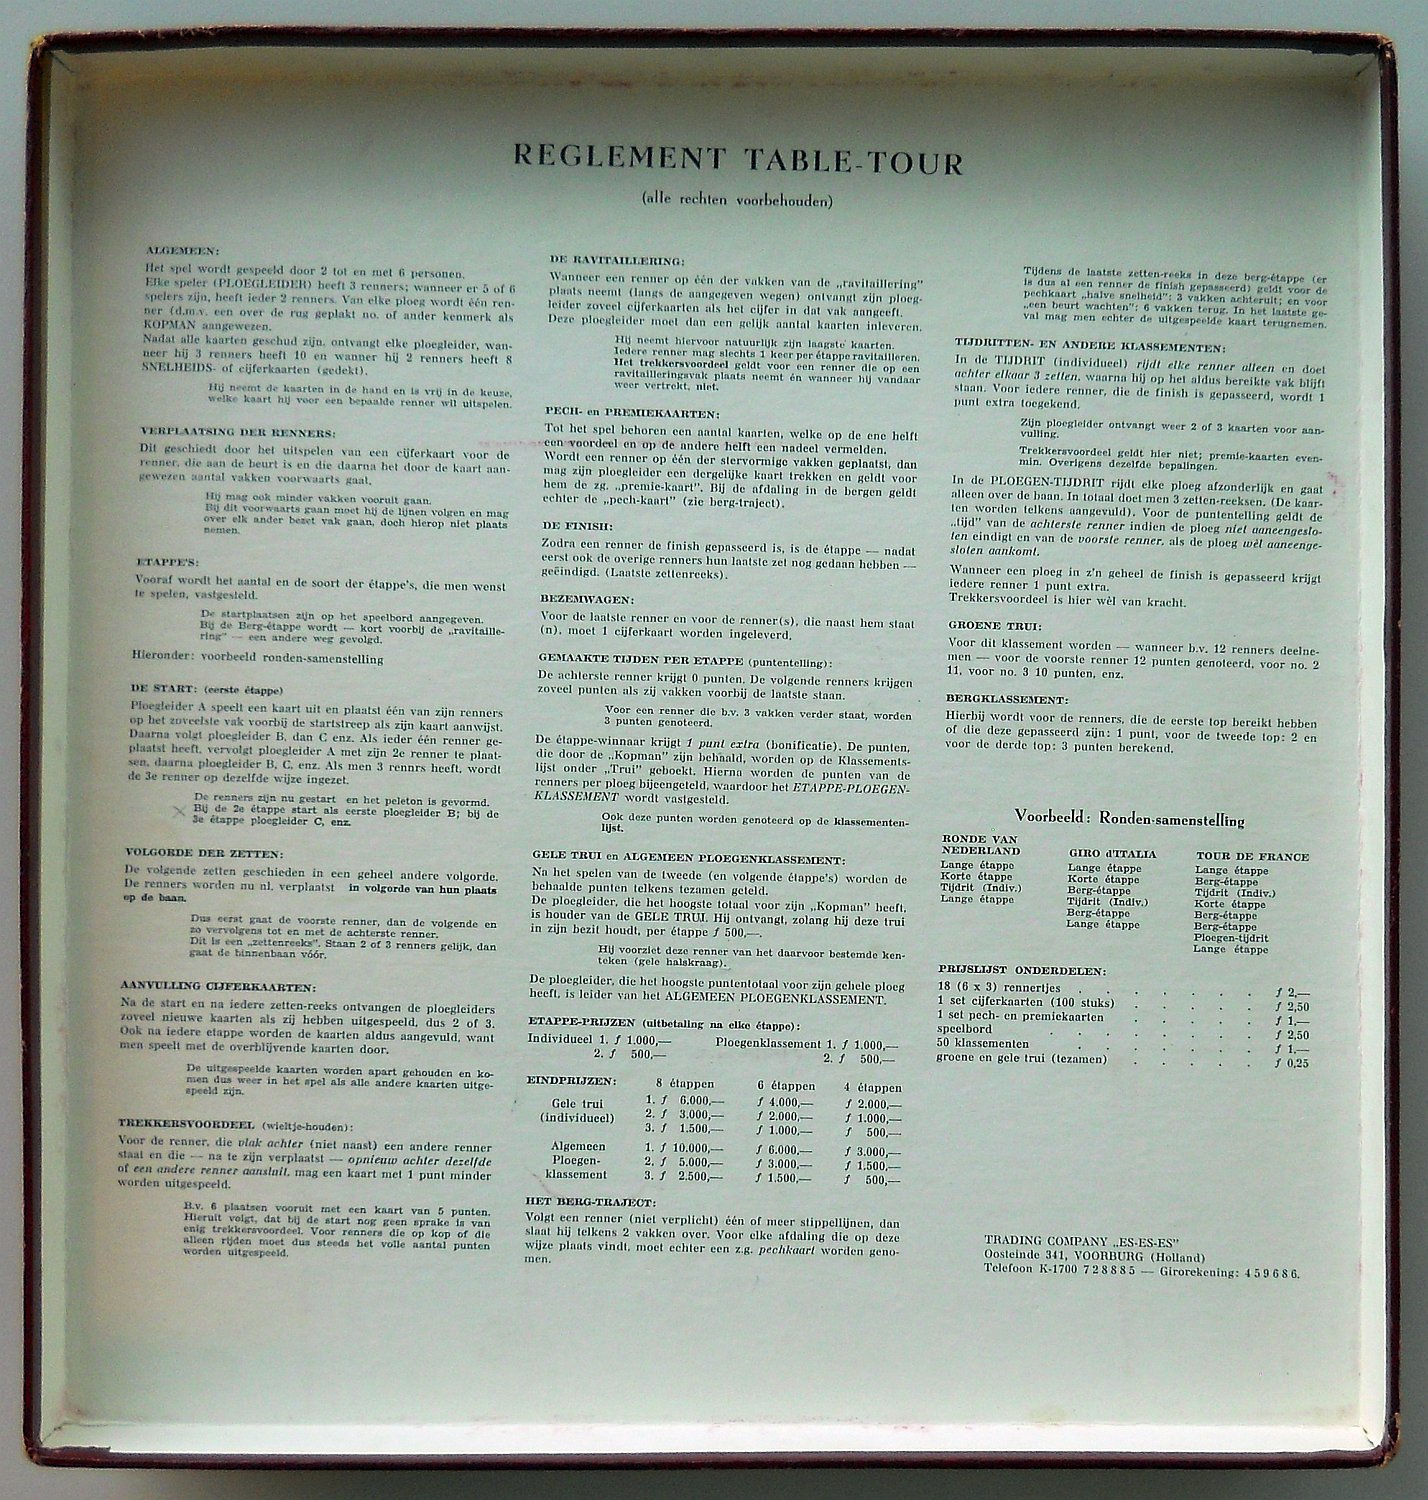 REGLEMENT TABLE-TOUR
(alle rechten voorbehouden)
ALGEMEEN:
Het spel wordt gespeeld door 2 tot en met 6 personen.
Elke speler (PLOEGLEIDER) heeft 3 renners; wanneer er 5 of 6
spelers zijn, heeft ieder 2 renners. Van elke ploeg wordt één ren-
ner (d.m.v. een over de rug geplakt no. of ander kenmerk als
KOPMAN aangewezen.
Nadat alle kaarten geschud zijn, ontvangt elke ploegleider, wan-
neer hij 3 renners heeft 10 en wanner hij 2 renners heeft 8
SNELHEIDS- of cijferkaarten (gedekt).
Hij neemt de kaarten in de hand en is vrij in de keuze,
welke kaart hij voor een bepaalde renner wil uitspelen.
VERPLAATSING DER RENNERS:
Dit geschiedt door het uitspelen van een cijferkaart voor de
renner, die aan de beurt is en die daarna het door de kaart aan-
gewezen aantal vakken voorwaarts gaat.
Hij mag ook minder vakken vooruit gaan.
Bij dit voorwaarts gaan moet hij de lijnen volgen en mag
over elk ander bezet vak gaan, doch hierop niet plaats
nemen.
ETAPPE'S:
Vooraf wordt het aantal en de soort der étappe's, die men wenst
te spelen, vastgesteld.
De startplaatsen zijn op het speelbord aangegeven.
Bij de Berg-étappe wordt — kort voorbij de „ravitaille-
ring” — een andere weg gevolgd.
Hieronder: voorbeeld ronden-samenstelling
DE START: (eerste étappe)
Ploegleider A speelt een kaart uit en plaatst één van zijn renners
op het zoveelste vak voorbij de startstreep als zijn kaart aanwijst.
Daarna volgt ploegleider B, dan C enz. Als ieder één renner ge-
plaatst heeft, vervolgt ploegleider A met zijn 2e renner te plaat-
sen, daarna ploegleider B, C, enz. Als men 3 rennrs heeft, wordt
de 3e renner op dezelfde wijze ingezet.
De renners zijn nu gestart en het peleton is gevormd.
Bij de 2e étappe start als eerste ploegleider B; bij de
3e étappe ploegleider C, enz.
VOLGORDE DER ZETTEN:
De volgende zetten geschieden in een geheel andere volgorde.
De renners worden nu nl. verplaatst in volgorde van hun plaats
op de baan.
Dus eerst gaat de voorste renner, dan de volgende en
zo vervolgens tot en met de achterste renner.
Dit is een „zettenreeks”. Staan 2 of 3 renners gelijk, dan
gaat de binnenbaan vóór.
AANVULLING CIJFERKAARTEN:
Na de start en na iedere zetten-reeks ontvangen de ploegleiders
zoveel nieuwe kaarten als zij hebben uitgespeeld, dus 2 of 3.
Ook na iedere etappe worden de kaarten aldus aangevuld, want
men speelt met de overblijvende kaarten door.
De uitgespeelde kaarten worden apart gehouden en ko-
men dus weer in het spel als alle andere kaarten uitge-
speeld zijn.
TREKKERSVOORDEEL (wieltje-houden):
Voor de renner, die vlak achter (niet naast) een andere renner
staat en die — na te zijn verplaatst — opnieuw achter dezelfde
of een andere renner aansluit, mag een kaart met 1 punt minder
worden uitgespeeld.
B.v. 6 plaatsen vooruit met een kaart van 5 punten.
Hieruit volgt, dat bij de start nog geen sprake is van
enig trekkersvoordeel. Voor renners die op kop of die
alleen rijden moet dus steeds het volle aantal punten
worden uitgespeeld.
DE RAVITAILLERING:
Wanneer een renner op één der vakken van de „ravitaillering”
plaats neemt (langs de aangegeven wegen) ontvangt zijn ploeg-
leider zoveel cijferkaarten als het cijfer in dat vak aangeeft.
Deze ploegleider moet dan een gelijk aantal kaarten inleveren.
Hij neemt hiervoor natuurlijk zijn laagste kaarten.
Iedere renner mag slechts 1 keer per étappe ravitailleren.
Het trekkersvoordeel geldt voor een renner die op een
ravitailleringsvak plaats neemt én wanneer hij vandaar
weer vertrekt, niet.
PECH- en PREMIEKAARTEN:
Tot het spel behoren een aantal kaarten, welke op de ene helft
een voordeel en op de andere helft een nadeel vermelden.
Wordt een renner op één der stervormige vakken geplaatst, dan
mag zijn ploegleider een dergelijke kaart trekken en geldt voor
hem de zg. „premie-kaart”. Bij de afdaling in de bergen geldt
echter de „pech-kaart” (zie berg-traject).
DE FINISH:
Zodra een renner de finish gepasseerd is, is de étappe — nadat
eerst ook de overige renners hun laatste zet nog gedaan hebben —
geëindigd. (Laatste zettenreeks).
BEZEMWAGEN:
Voor de laatste renner en voor de renner(s), die naast hem staat
(n), moet 1 cijferkaart worden ingeleverd.
GEMAAKTE TIJDEN PER ETAPPE (puntentelling):
De achterste renner krijgt 0 punten. De volgende renners krijgen
zoveel punten als zij vakken voorbij de laatste staan.
Voor een renner die b.v. 3 vakken verder staat, worden
3 punten genoteerd.
De étappe-winnaar krijgt 1 punt extra (bonificatie). De punten,
die door de „Kopman” zijn behaald, worden op de Klassements-
lijst onder „Trui” geboekt. Hierna worden de punten van de
renners per ploeg bijeengeteld, waardoor het ETAPPE-PLOEGEN-
KLASSEMENT wordt vastgesteld.
Ook deze punten worden genoteerd op de klassementen-
lijst.
GELE TRUI en ALGEMEEN PLOEGENKLASSEMENT:
Na het spelen van de tweede (en volgende étappe's) worden de
behaalde punten telkens tezamen geteld.
De ploegleider, die het hoogste totaal voor zijn „Kopman” heeft,
is houder van de GELE TRUI. Hij ontvangt, zolang hij deze trui
in zijn bezit houdt, per étappe ƒ 500,—.
Hij voorziet deze renner van het daarvoor bestemde ken-
teken (gele halskraag).
De ploegleider, die het hoogste puntentotaal voor zijn gehele ploeg
heeft, is leider van het ALGEMEEN PLOEGENKLASSEMENT.
ETAPPE-PRIJZEN (uitbetaling na elke étappe):
Individueel 1. ƒ 1.000,— Ploegenklassement 1. ƒ 1.000,—
2. ƒ 500,— 2. ƒ 500,—
EINDPRIJZEN: 8 étappen 6 étappen 4 étappen
Gele trui 1. ƒ 6.000,— ƒ 4.000,— ƒ 2.000,—
(individueel) 2. ƒ 3.000,— ƒ 2.000,— ƒ 1.000,—
3. ƒ 1.500,— ƒ 1.000,— ƒ 500,—
Algemeen 1. ƒ 10.000,— ƒ 6.000,— ƒ 3.000,—
Ploegen- 2. ƒ 5.000,— ƒ 3.000,— ƒ 1.500,—
klassement 3. ƒ 2.500,— ƒ 1.500,— ƒ 500,—
HET BERG-TRAJECT:
Volgt een renner (niet verplicht) één of meer stippellijnen, dan
slaat hij telkens 2 vakken over. Voor elke afdaling die op deze
wijze plaats vindt, moet echter een z.g. pechkaart worden geno-
men.
Tijdens de laatste zetten-reeks in deze berg-étappe (er
is dus al een renner de finish gepasseerd) geldt voor de
pechkaart „halve snelheid”: 3 vakken achteruit; en voor
„een beurt wachten”: 6 vakken terug. In het laatste ge-
val mag men echter de uitgespeelde kaart terugnemen.
TIJDRITTEN- EN ANDERE KLASSEMENTEN:
In de TIJDRIT (individueel) rijdt elke renner alleen en doet
achter elkaar 3 zetten, waarna hij op het aldus bereikte vak blijft
staan. Voor iedere renner, die de finish is gepasseerd, wordt 1
punt extra toegekend.
Zijn ploegleider ontvangt weer 2 of 3 kaarten voor aan-
vulling.
Trekkersvoordeel geldt hier niet; premie-kaarten even-
min. Overigens dezelfde bepalingen.
In de PLOEGEN-TIJDRIT rijdt elke ploeg afzonderlijk en gaat
alleen over de baan. In totaal doet men 3 zetten-reeksen. (De kaar-
ten worden telkens aangevuld). Voor de puntentelling geldt de
„tijd” van de achterste renner indien de ploeg niet aaneengeslo-
ten eindigt en van de voorste renner, als de ploeg wèl aaneenge-
sloten aankomt.
Wanneer een ploeg in z'n geheel de finish is gepasseerd krijgt
iedere renner 1 punt extra.
Trekkersvoordeel is hier wèl van kracht.
GROENE TRUI:
Voor dit klassement worden — wanneer b.v. 12 renners deelne-
men — voor de voorste renner 12 punten genoteerd, voor no. 2
11, voor no. 3 10 punten, enz.
BERGKLASSEMENT:
Hierbij wordt voor de renners, die de eerste top bereikt hebben
of die deze gepasseerd zijn: 1 punt, voor de tweede top: 2 en
voor de derde top: 3 punten berekend.
Voorbeeld: Ronden-samenstelling
RONDE VAN
NEDERLAND
Lange étappe
Korte étappe
Tijdrit (Indiv.)
Lange étappe
GIRO d'ITALIA
Lange étappe
Korte étappe
Berg-étappe
Tijdrit (Indiv.)
Berg-étappe
Lange étappe
TOUR DE FRANCE
Lange étappe
Berg-étappe
Tijdrit (Indiv.)
Korte étappe
Berg-étappe
Berg-étappe
Ploegen-tijdrit
Lange étappe
PRIJSLIJST ONDERDELEN:
18 (6 x 3) rennertjes . . . . . . ƒ 2,—
1 set cijferkaarten (100 stuks) . . . . . ƒ 2,50
1 set pech- en premiekaarten . . . . . ƒ 1,—
speelbord . . . . . . ƒ 2,50
50 klassementen . . . . . . ƒ 1,—
groene en gele trui (tezamen) . . . . . ƒ 0,25
TRADING COMPANY „ES-ES-ES”
Oosteinde 341, VOORBURG (Holland)
Telefoon K-1700 728885 — Girorekening: 459686.